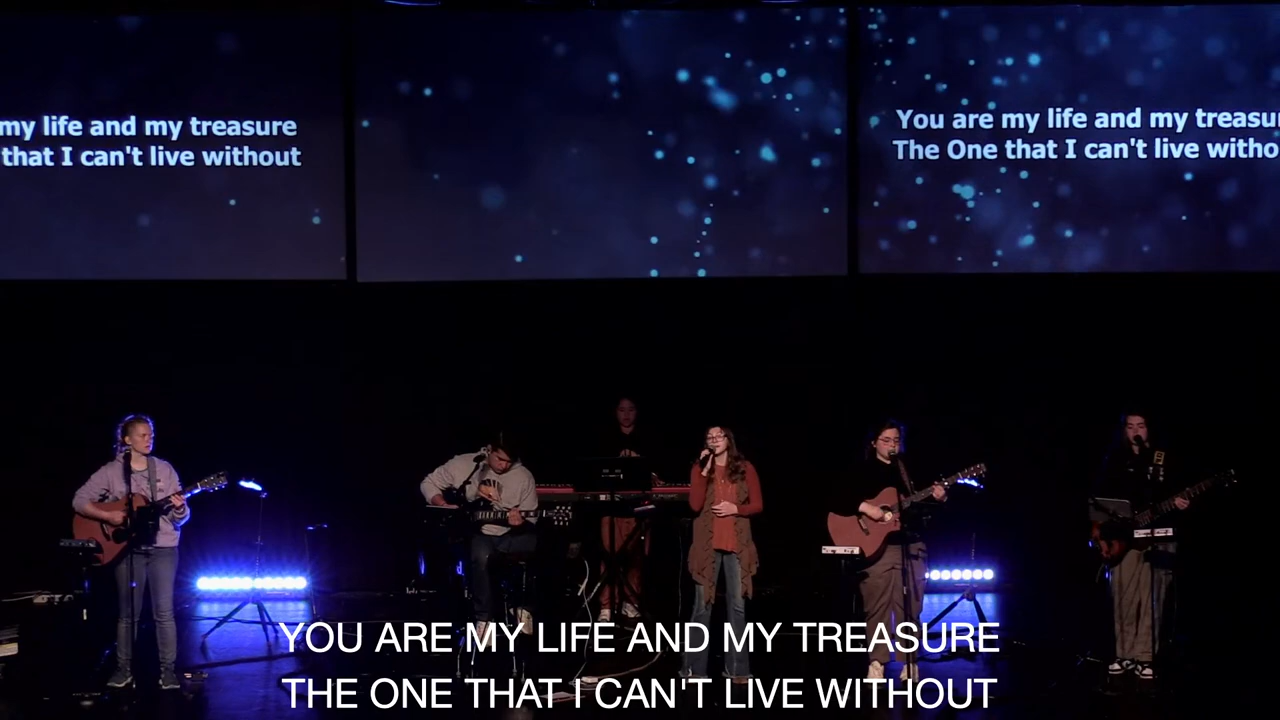 my life and my treasure
that I can't live without
You are my life and my treasu
The One that I can't live witho
YOU ARE MY LIFE AND MY TREASURE
THE ONE THAT I CAN'T LIVE WITHOUT